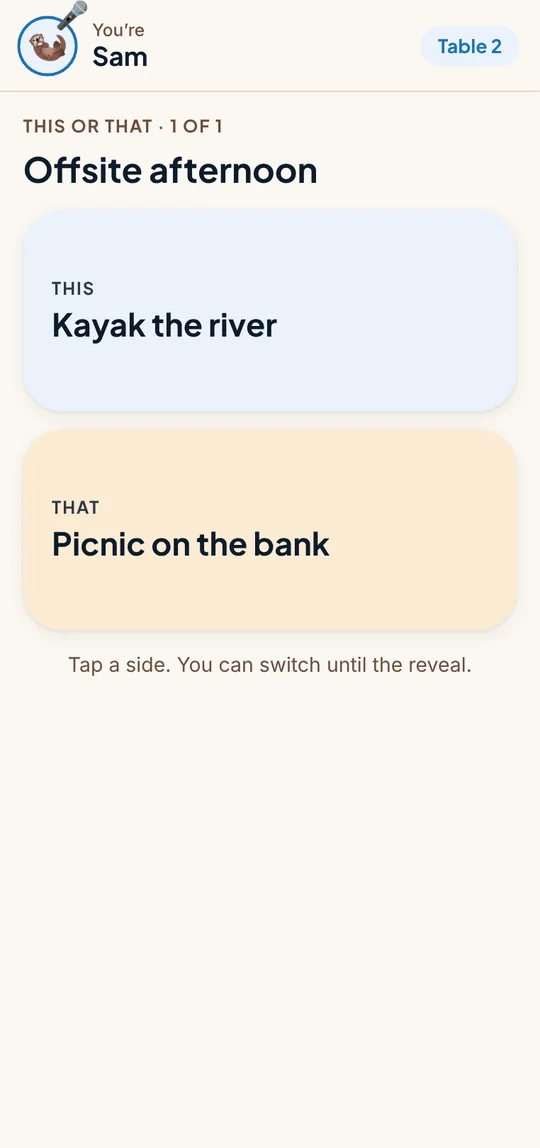 You're
Sam
Table 2
THIS OR THAT · 1 OF 1
Offsite afternoon
THIS
Kayak the river
THAT
Picnic on the bank
Tap a side. You can switch until the reveal.